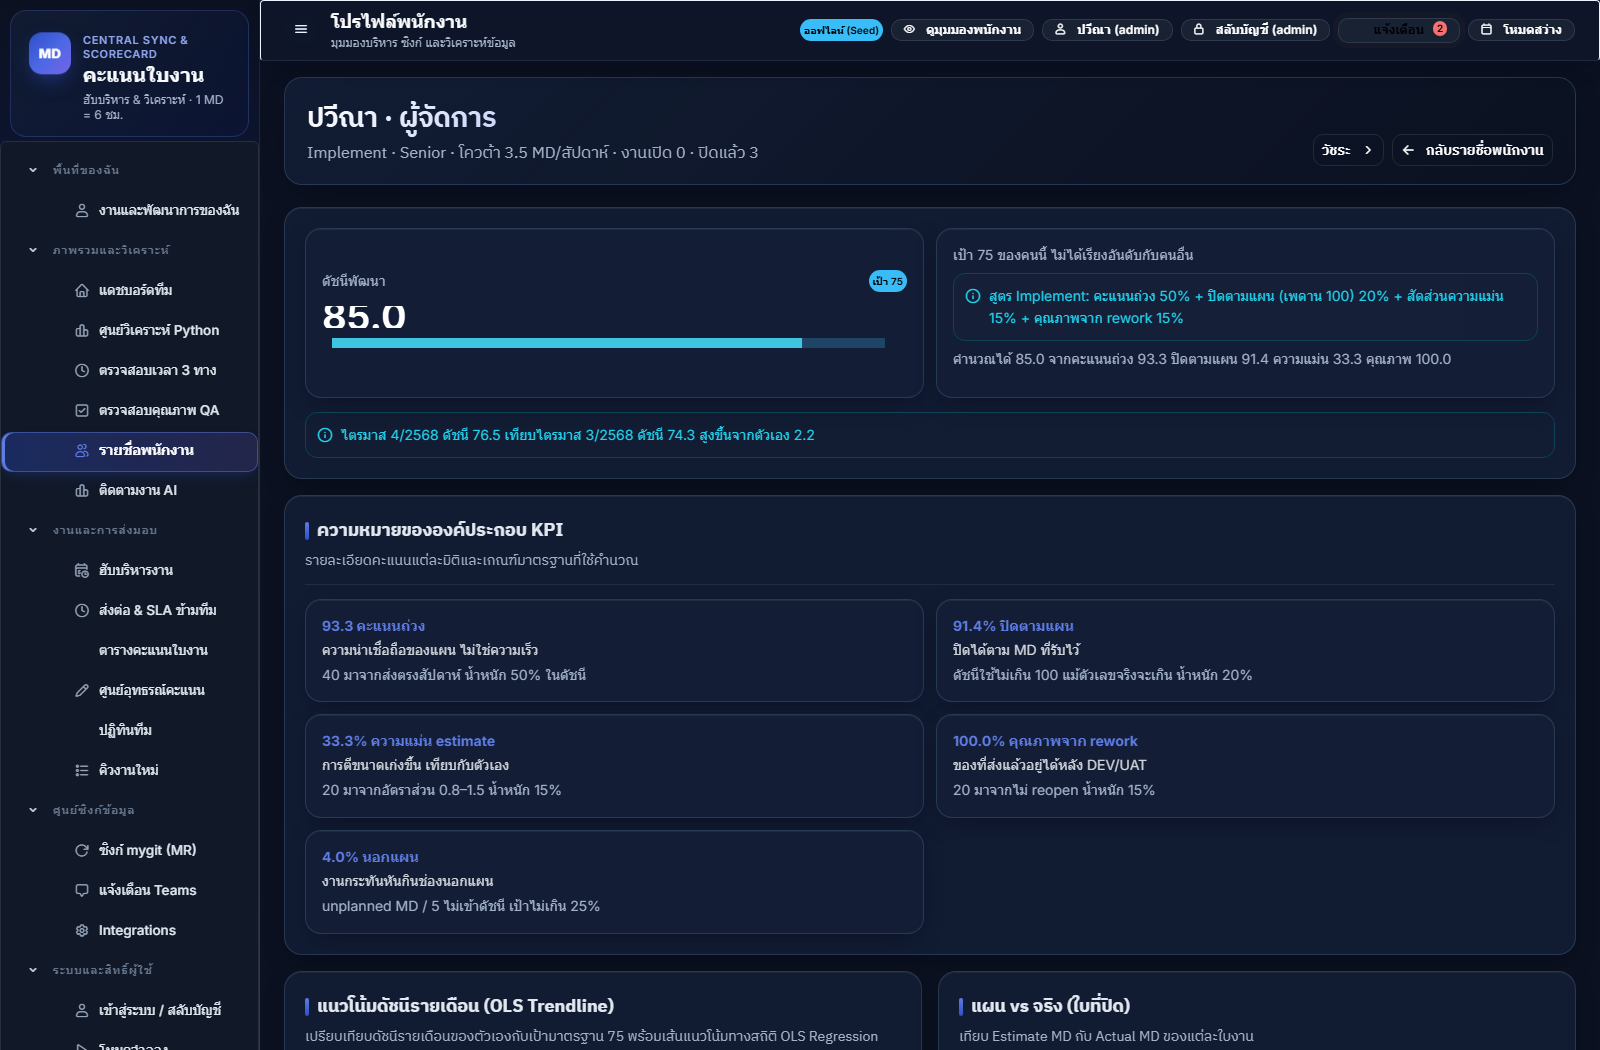 MD
CENTRAL SYNC &
SCORECARD
คะแนนใบงาน
ฮับบริหาร & วิเคราะห์ · 1 MD
= 6 ชม.
พื้นที่ของฉัน
งานและพัฒนาการของฉัน
ภาพรวมและวิเคราะห์
แดชบอร์ดทีม
ศูนย์วิเคราะห์ Python
ตรวจสอบเวลา 3 ทาง
ตรวจสอบคุณภาพ QA
รายชื่อพนักงาน
ติดตามงาน AI
งานและการส่งมอบ
ฮับบริหารงาน
ส่งต่อ & SLA ข้ามทีม
ตารางคะแนนใบงาน
ศูนย์อุทธรณ์คะแนน
ปฏิทินทีม
คิวงานใหม่
ศูนย์ซิงก์ข้อมูล
ซิงก์ mygit (MR)
แจ้งเตือน Teams
Integrations
ระบบและสิทธิ์ผู้ใช้
เข้าสู่ระบบ / สลับบัญชี
โปรไฟล์พนักงาน
มุมมองบริหาร ซิงก์ และวิเคราะห์ข้อมูล
ออฟไลน์ (Seed)
ดูมุมมองพนักงาน
ปวีณา (admin)
สลับบัญชี (admin)
แจ้งเตือน 2
โหมดสว่าง
ปวีณา · ผู้จัดการ
Implement · Senior · โควต้า 3.5 MD/สัปดาห์ · งานเปิด 0 · ปิดแล้ว 3
วัชระ
กลับรายชื่อพนักงาน
ดัชนีพัฒนา
เป้า 75
85.0
เป้า 75 ของคนนี้ ไม่ได้เรียงอันดับกับคนอื่น
สูตร Implement: คะแนนถ่วง 50% + ปิดตามแผน (เพดาน 100) 20% + สัดส่วนความแม่น
15% + คุณภาพจาก rework 15%
คำนวณได้ 85.0 จากคะแนนถ่วง 93.3 ปิดตามแผน 91.4 ความแม่น 33.3 คุณภาพ 100.0
ไตรมาส 4/2568 ดัชนี 76.5 เทียบไตรมาส 3/2568 ดัชนี 74.3 สูงขึ้นจากตัวเอง 2.2
ความหมายขององค์ประกอบ KPI
รายละเอียดคะแนนแต่ละมิติและเกณฑ์มาตรฐานที่ใช้คำนวณ
93.3 คะแนนถ่วง
ความน่าเชื่อถือของแผน ไม่ใช่ความเร็ว
40 มาจากส่งตรงสัปดาห์ น้ำหนัก 50% ในดัชนี
91.4% ปิดตามแผน
ปิดได้ตาม MD ที่รับไว้
ดัชนีใช้ไม่เกิน 100 แม้ตัวเลขจริงจะเกิน น้ำหนัก 20%
33.3% ความแม่น estimate
การตีขนาดเก่งขึ้น เทียบกับตัวเอง
20 มาจากอัตราส่วน 0.8–1.5 น้ำหนัก 15%
100.0% คุณภาพจาก rework
ของที่ส่งแล้วอยู่ได้หลัง DEV/UAT
20 มาจากไม่ reopen น้ำหนัก 15%
4.0% นอกแผน
งานกระทันหันกินช่องนอกแผน
unplanned MD / 5 ไม่เข้าดัชนี เป้าไม่เกิน 25%
แนวโน้มดัชนีรายเดือน (OLS Trendline)
เปรียบเทียบดัชนีรายเดือนของตัวเองกับเป้ามาตรฐาน 75 พร้อมเส้นแนวโน้มทางสถิติ OLS Regression
แผน vs จริง (ใบที่ปิด)
เทียบ Estimate MD กับ Actual MD ของแต่ละใบงาน